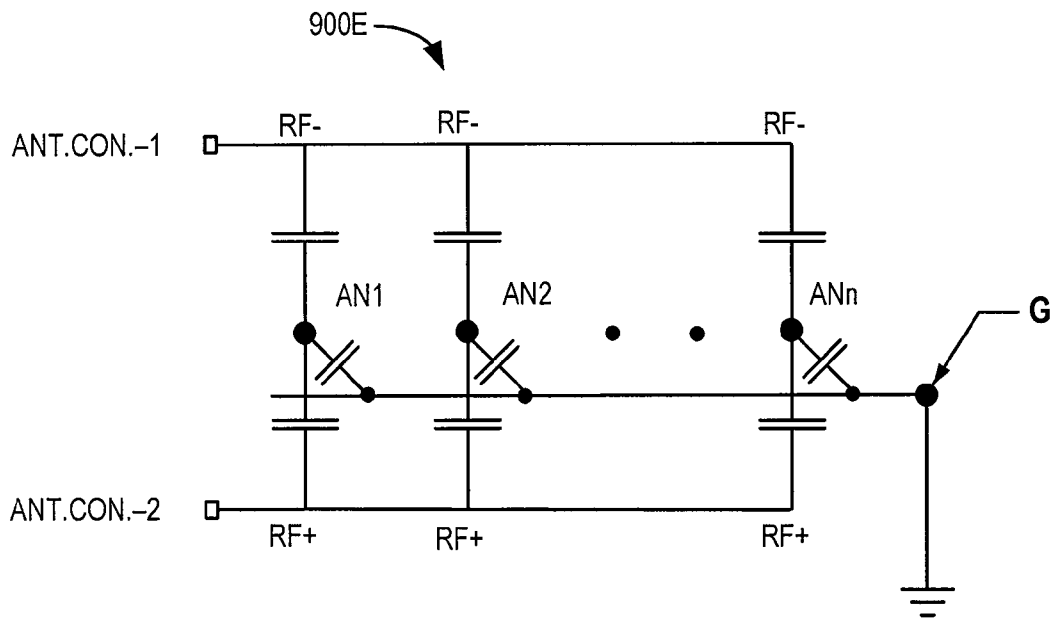 900E
RF- RF- RF-
ANT.CON.–1
AN1 AN2 ANn
G
ANT.CON.–2
RF+ RF+ RF+